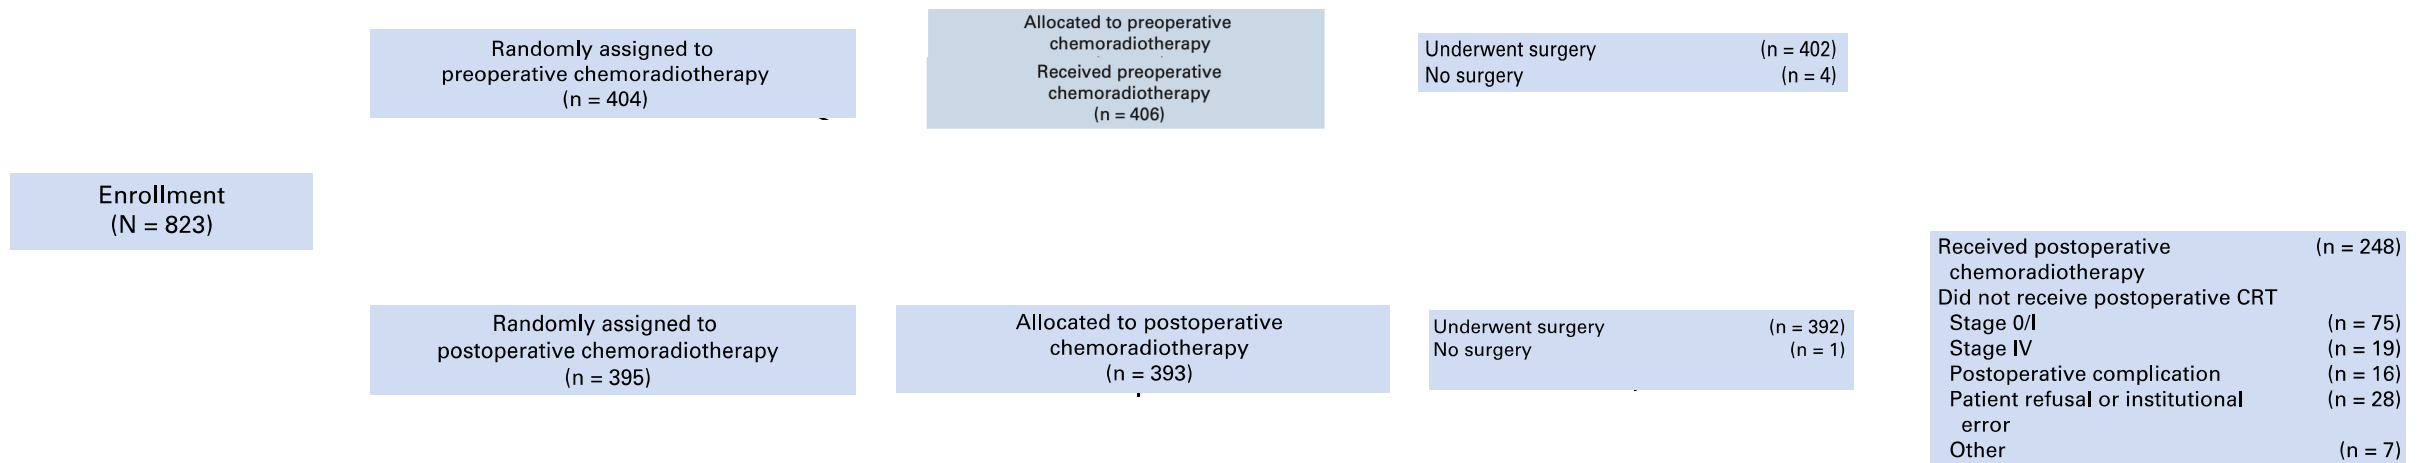 Enrollment
(N = 823)
Randomly assigned to
preoperative chemoradiotherapy
(n = 404)
Allocated to preoperative
chemoradiotherapy
Received preoperative
chemoradiotherapy
(n = 406)
Underwent surgery (n = 402)
No surgery (n = 4)
Randomly assigned to
postoperative chemoradiotherapy
(n = 395)
Allocated to postoperative
chemoradiotherapy
(n = 393)
Underwent surgery (n = 392)
No surgery (n = 1)
Received postoperative (n = 248)
chemoradiotherapy
Did not receive postoperative CRT
Stage 0/I (n = 75)
Stage IV (n = 19)
Postoperative complication (n = 16)
Patient refusal or institutional (n = 28)
error
Other (n = 7)